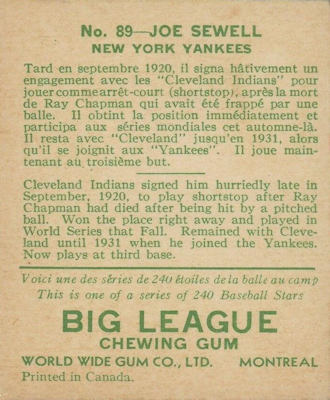 No. 89—JOE SEWELL
NEW YORK YANKEES
Tard en septembre 1920, il signa hâtivement un
engagement avec les "Cleveland Indians" pour
jouer comme arrêt-court (shortstop), après la mort
de Ray Chapman qui avait été frappé par une
balle. Il obtint la position immédiatement et
participa aux séries mondiales cet automne-là.
Il resta avec "Cleveland" jusqu'en 1931, alors
qu'il se joignit aux "Yankees". Il joue main-
tenant au troisième but.
Cleveland Indians signed him hurriedly late in
September, 1920, to play shortstop after Ray
Chapman had died after being hit by a pitched
ball. Won the place right away and played in
World Series that Fall. Remained with Cleve-
land until 1931 when he joined the Yankees.
Now plays at third base.
Voici une des séries de 240 étoiles de la balle au camp
This is one of a series of 240 Baseball Stars
BIG LEAGUE
CHEWING GUM
WORLD WIDE GUM CO., LTD. MONTREAL
Printed in Canada.